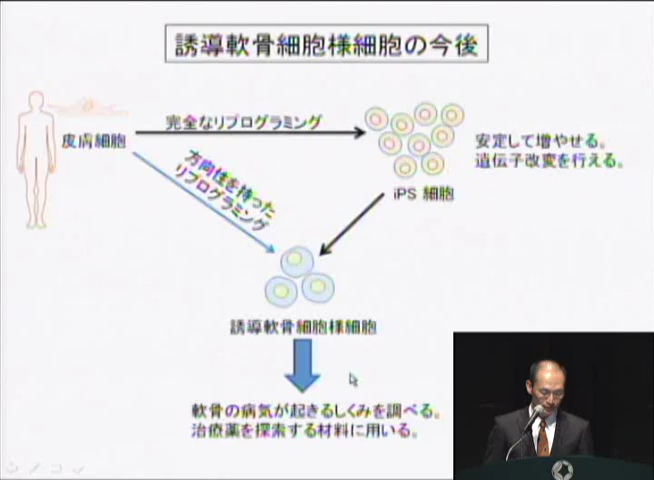 誘導軟骨細胞様細胞の今後
皮膚細胞
完全なリプログラミング
方向性を持った
リプログラミング
安定して増やせる。
遺伝子改変を行える。
iPS 細胞
誘導軟骨細胞様細胞
軟骨の病気が起きるしくみを調べる。
治療薬を探索する材料に用いる。